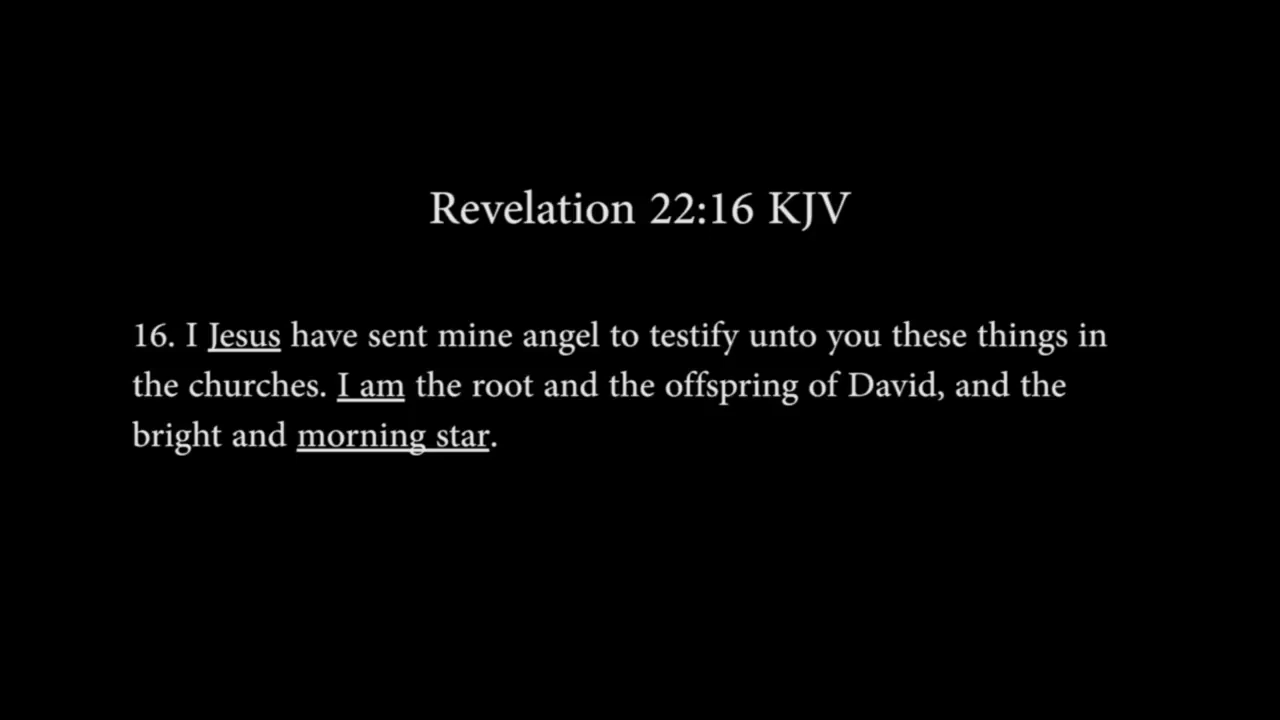 Revelation 22:16 KJV
16. I Jesus have sent mine angel to testify unto you these things in
the churches. I am the root and the offspring of David, and the
bright and morning star.